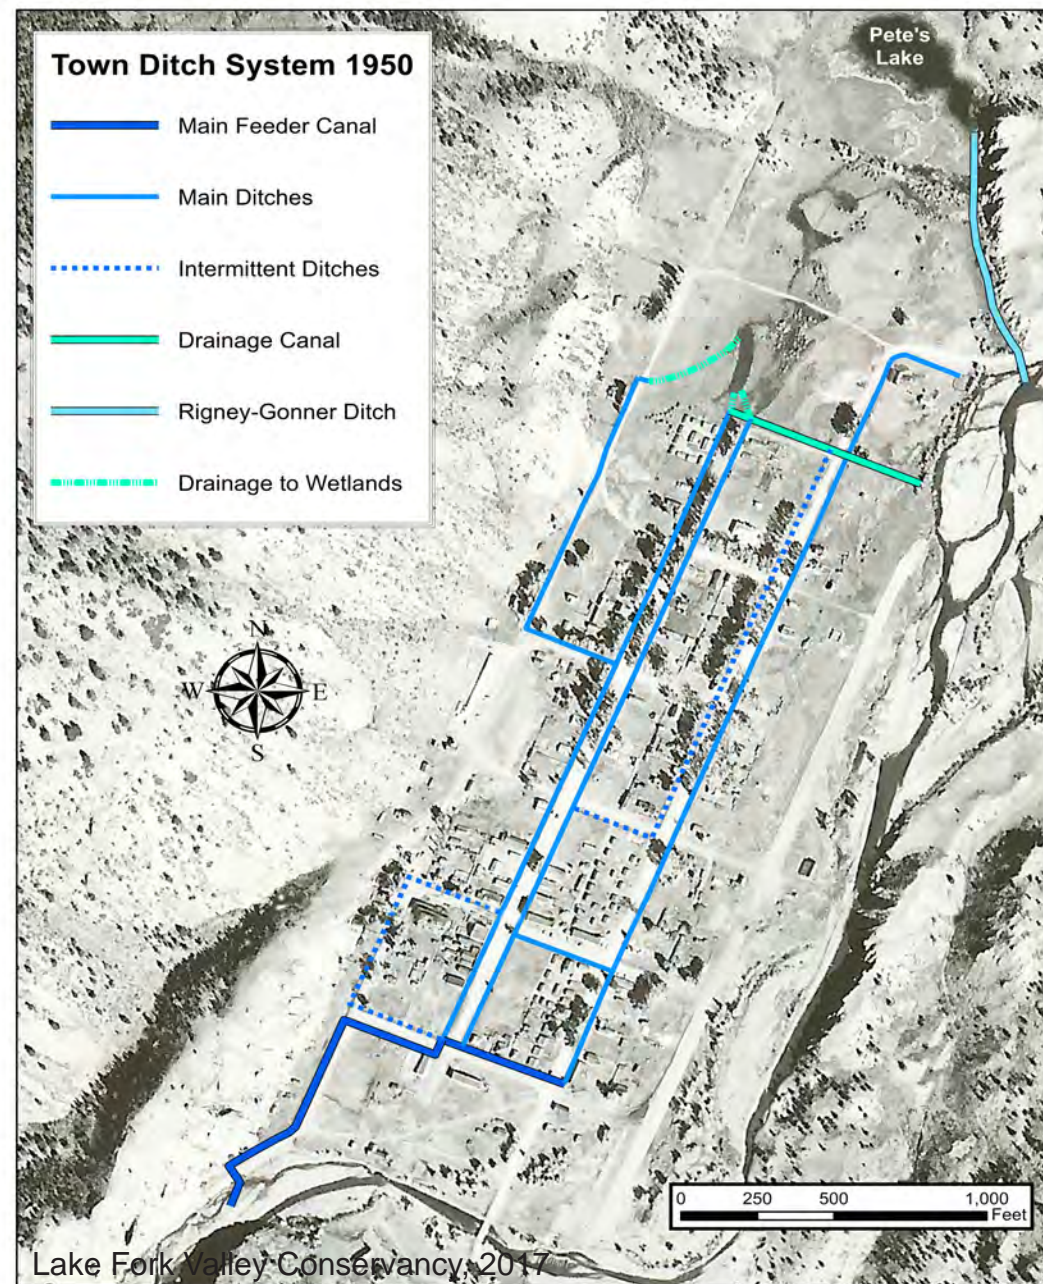 Pete's
Lake
Town Ditch System 1950
Main Feeder Canal
Main Ditches
Intermittent Ditches
Drainage Canal
Rigney-Gonner Ditch
Drainage to Wetlands
N
W E
S
0 250 500 1,000
Feet
Lake Fork Valley Conservancy, 2017